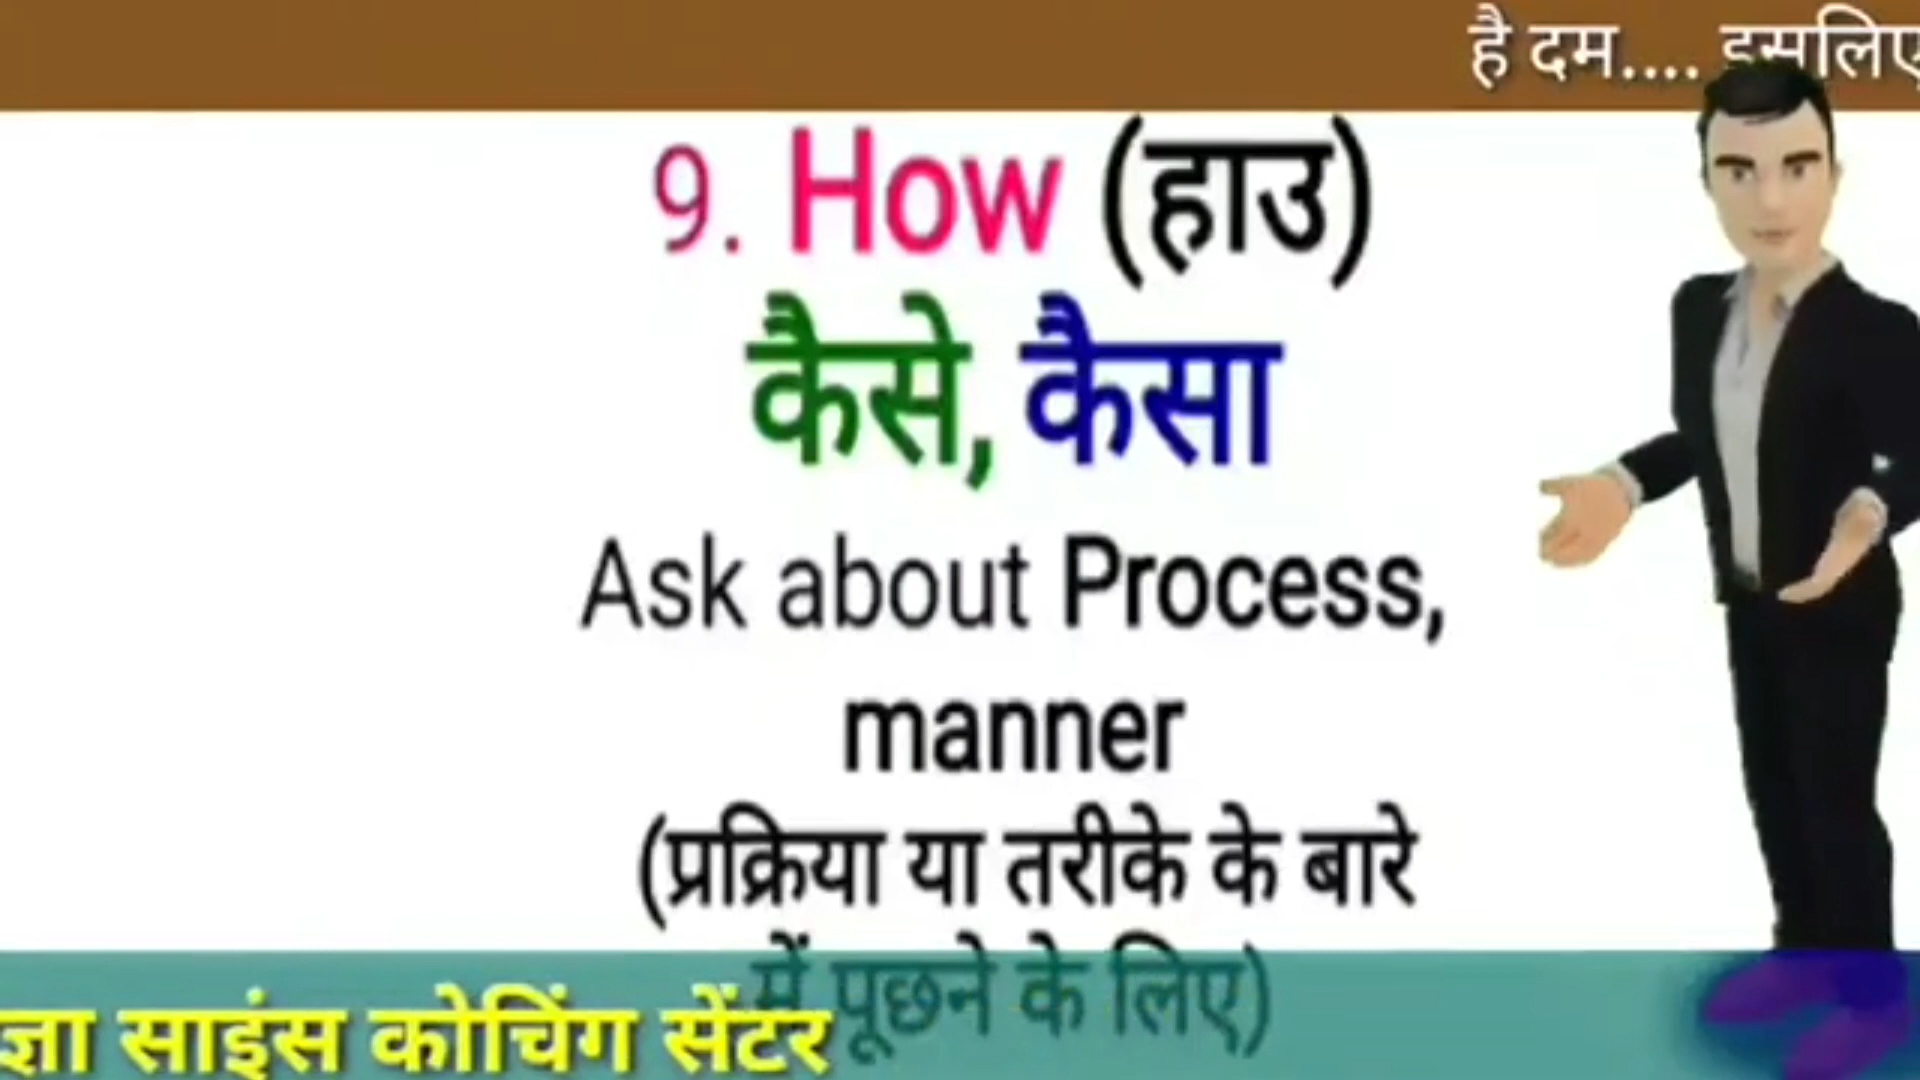 है दम....
9. How (हाउ)
कैसे, कैसा
Ask about Process,
manner
(प्रक्रिया या तरीके के बारे
में पूछने के लिए)
साइंस कोचिंग सेंटर